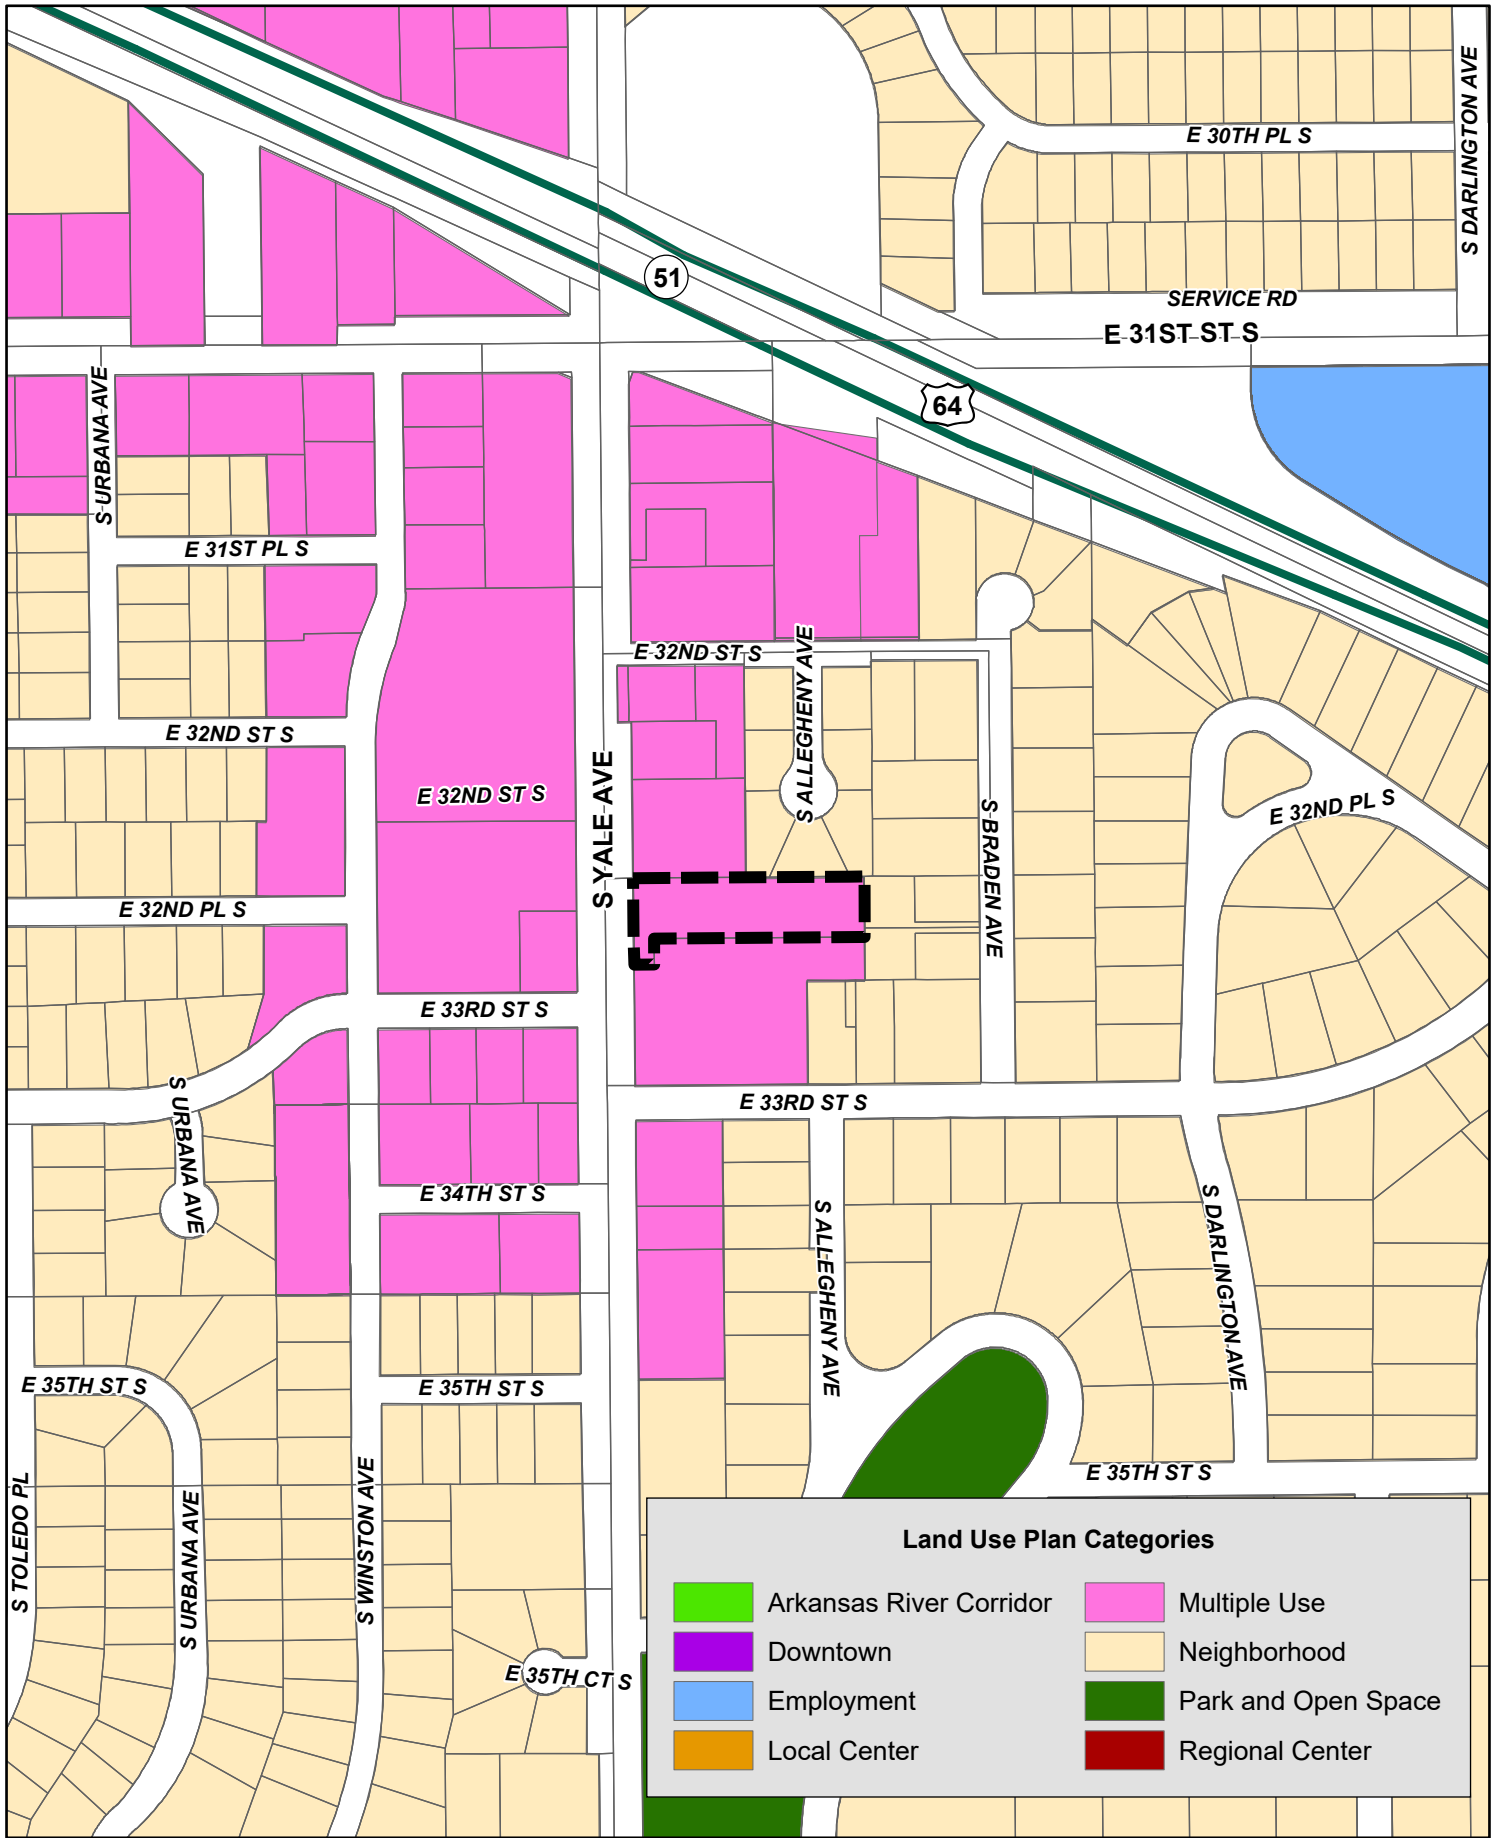 E 30TH PL S
S DARLINGTON AVE
51
SERVICE RD
E 31ST ST S
64
S URBANA AVE
E 31ST PL S
E 32ND ST S
S ALLEGHENY AVE
E 32ND ST S
E 32ND ST S
S YALE AVE
S BRADEN AVE
E 32ND PL S
E 32ND PL S
E 33RD ST S
S URBANA AVE
E 33RD ST S
E 34TH ST S
S ALLEGHENY AVE
S DARLINGTON AVE
E 35TH ST S
E 35TH ST S
S TOLEDO PL
S URBANA AVE
S WINSTON AVE
E 35TH ST S
E 35TH CT S
Land Use Plan Categories
Arkansas River Corridor
Downtown
Employment
Local Center
Multiple Use
Neighborhood
Park and Open Space
Regional Center